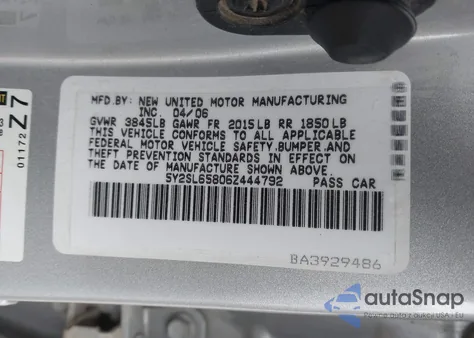 MFD.BY: NEW UNITED MOTOR MANUFACTURING
INC. 04/06
GVWR 3845LB GAWR FR 2015LB RR 1850LB
THIS VEHICLE CONFORMS TO ALL APPLICABLE
FEDERAL MOTOR VEHICLE SAFETY,BUMPER,AND
THEFT PREVENTION STANDARDS IN EFFECT ON
THE DATE OF MANUFACTURE SHOWN ABOVE.
5Y2SL65806Z444792 PASS CAR
BA3929486
01172
Z7
autoSnap